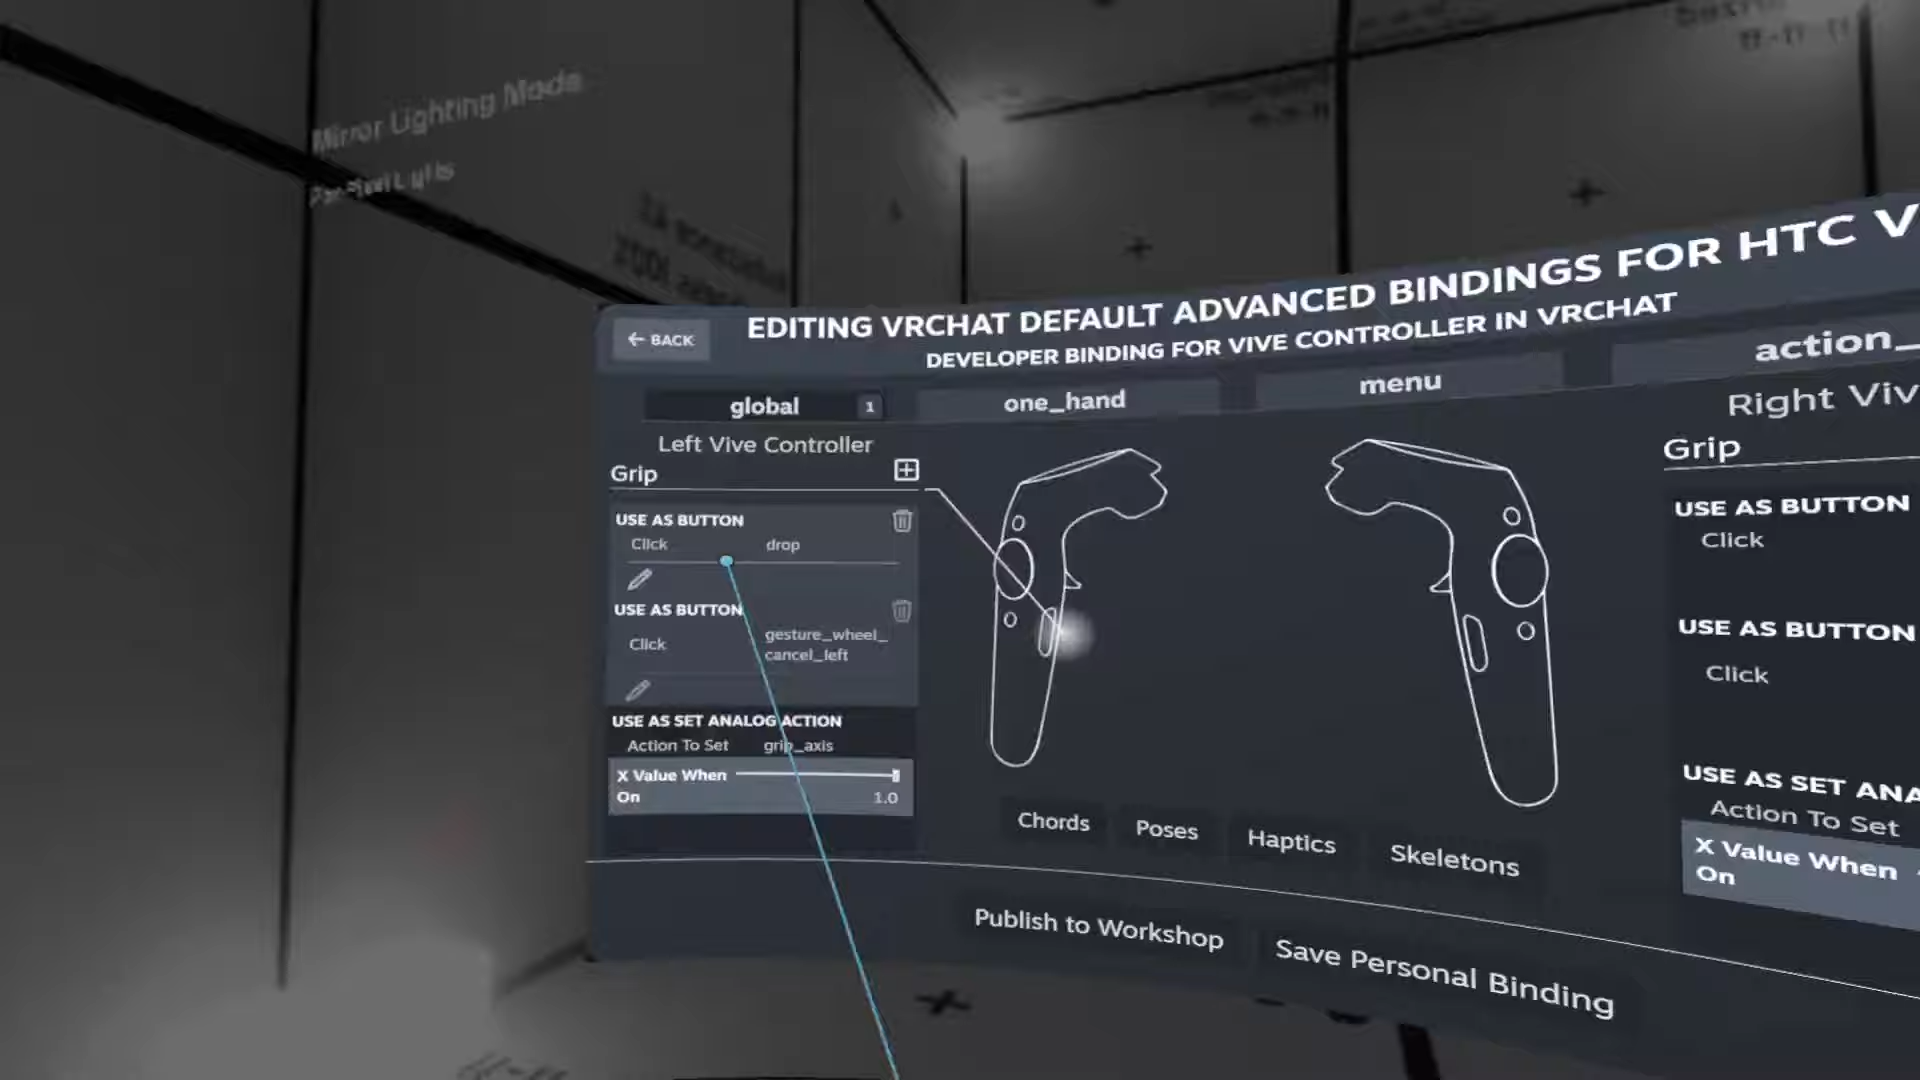 Mirror Lighting Mode
← BACK
EDITING VRCHAT DEFAULT ADVANCED BINDINGS FOR HTC V
DEVELOPER BINDING FOR VIVE CONTROLLER IN VRCHAT
global 1
one_hand
menu
action_
Left Vive Controller
Grip
USE AS BUTTON
Click drop
USE AS BUTTON
Click gesture_wheel_
cancel_left
USE AS SET ANALOG ACTION
Action To Set grip_axis
X Value When
On 1.0
Chords
Poses
Haptics
Skeletons
Publish to Workshop
Save Personal Binding
Right Viv
Grip
USE AS BUTTON
Click
USE AS BUTTON
Click
USE AS SET ANA
Action To Set
X Value When
On